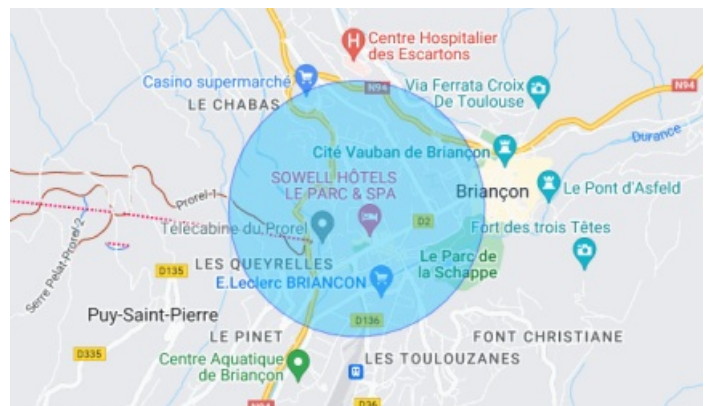 Centre Hospitalier
des Escartons
Casino supermarché
N94
Via Ferrata Croix
De Toulouse
N94
LE CHABAS
Durance
Cité Vauban de Briançon
SOWELL HÔTELS
LE PARC & SPA
Briançon
Le Pont d'Asfeld
Prorel 1
Télécabine du Prorel
D2
Fort des trois Têtes
Serre Pelat-Prorel 2
D135
LES QUEYRELLES
Le Parc de
la Schappe
E.Leclerc BRIANCON
Puy-Saint-Pierre
D136
LE PINET
FONT CHRISTIANE
D335
Centre Aquatique
de Briançon
LES TOULOUZANES
D36